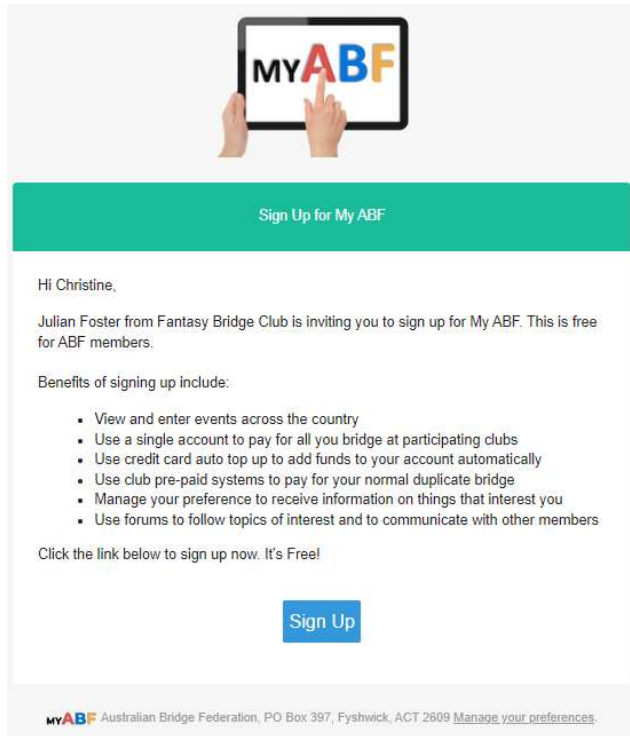 MYABF
Sign Up for My ABF
Hi Christine,
Julian Foster from Fantasy Bridge Club is inviting you to sign up for My ABF. This is free
for ABF members.
Benefits of signing up include:
• View and enter events across the country
• Use a single account to pay for all you bridge at participating clubs
• Use credit card auto top up to add funds to your account automatically
• Use club pre-paid systems to pay for your normal duplicate bridge
• Manage your preference to receive information on things that interest you
• Use forums to follow topics of interest and to communicate with other members
Click the link below to sign up now. It's Free!
Sign Up
MYABF Australian Bridge Federation, PO Box 397, Fyshwick, ACT 2609 Manage your preferences.